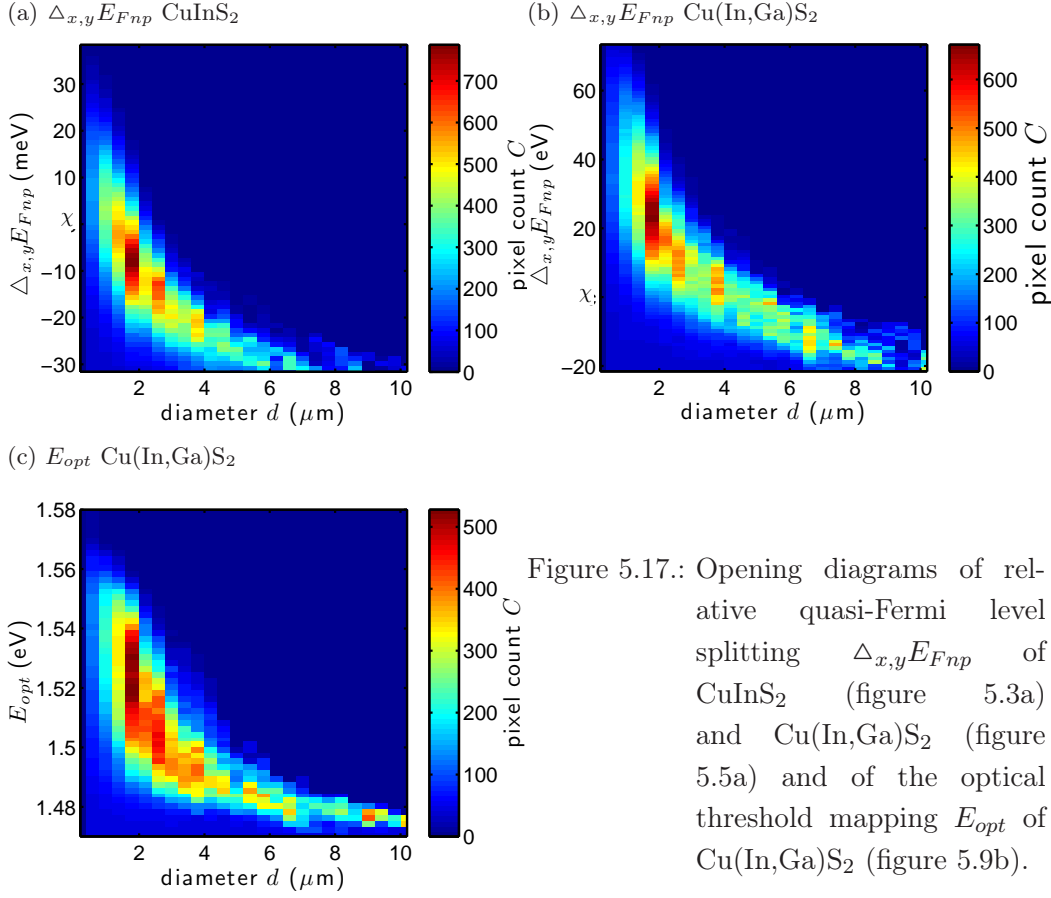 (a) △x,yEFnp CuInS2
(b) △x,yEFnp Cu(In,Ga)S2
30
20
10
χ
−10
−20
−30
△x,yEFnp (meV)
2 4 6 8 10
diameter d (μm)
700
600
500
400
300
200
100
0
pixel count C
60
40
20
χ
−20
△x,yEFnp (eV)
2 4 6 8 10
diameter d (μm)
600
500
400
300
200
100
0
pixel count C
(c) Eopt Cu(In,Ga)S2
1.58
1.56
1.54
1.52
1.5
1.48
Eopt (eV)
2 4 6 8 10
diameter d (μm)
500
400
300
200
100
0
pixel count C
Figure 5.17.: Opening diagrams of rel-
ative quasi-Fermi level
splitting △x,yEFnp of
CuInS2 (figure 5.3a)
and Cu(In,Ga)S2 (figure
5.5a) and of the optical
threshold mapping Eopt of
Cu(In,Ga)S2 (figure 5.9b).